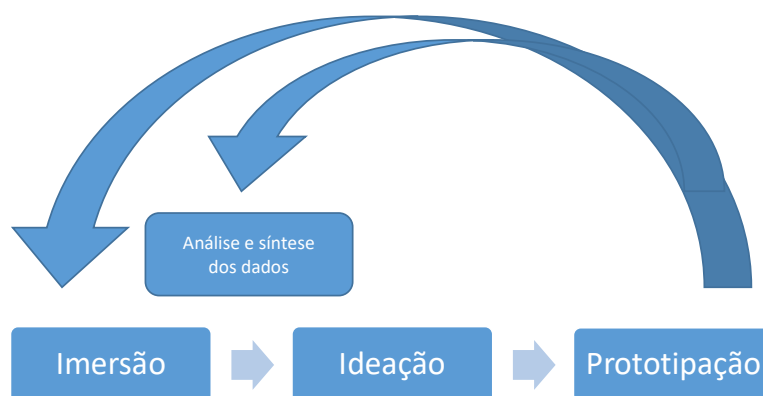 Análise e síntese
dos dados
Imersão
Ideação
Prototipação